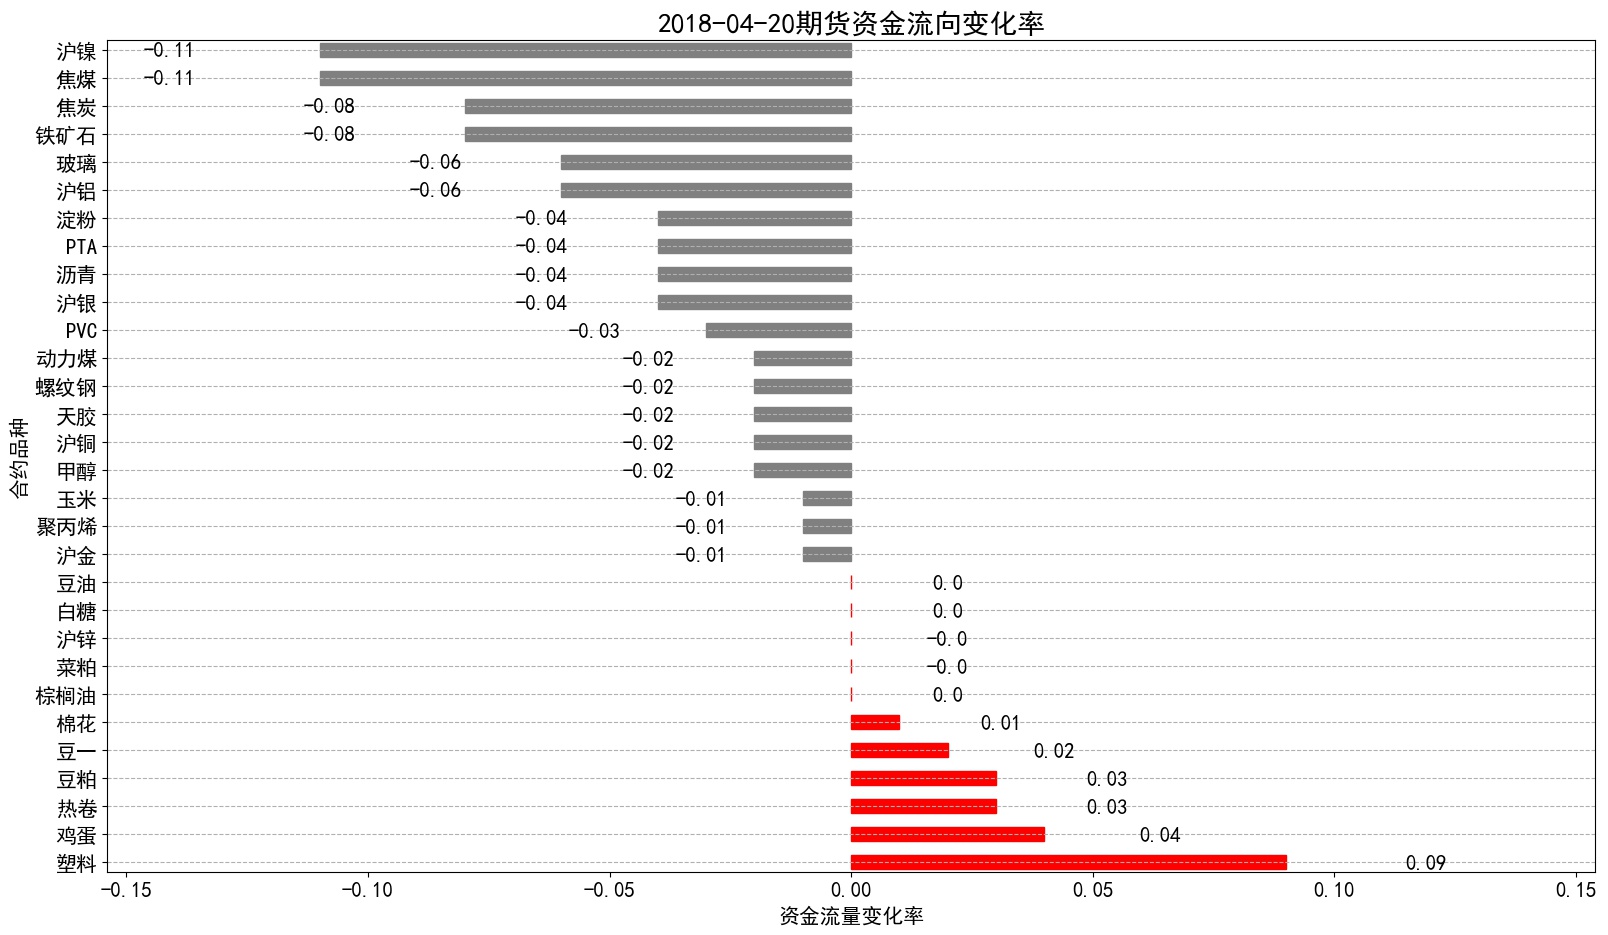 2018-04-20期货资金流向变化率
沪镍 -0.11
焦煤 -0.11
焦炭 -0.08
铁矿石 -0.08
玻璃 -0.06
沪铝 -0.06
淀粉 -0.04
PTA -0.04
沥青 -0.04
沪银 -0.04
PVC -0.03
动力煤 -0.02
螺纹钢 -0.02
天胶 -0.02
沪铜 -0.02
甲醇 -0.02
玉米 -0.01
聚丙烯 -0.01
沪金 -0.01
豆油 0.0
白糖 0.0
沪锌 -0.0
菜粕 -0.0
棕榈油 0.0
棉花 0.01
豆一 0.02
豆粕 0.03
热卷 0.03
鸡蛋 0.04
塑料 0.09
合约品种
-0.15 -0.10 -0.05 0.00 0.05 0.10 0.15
资金流量变化率